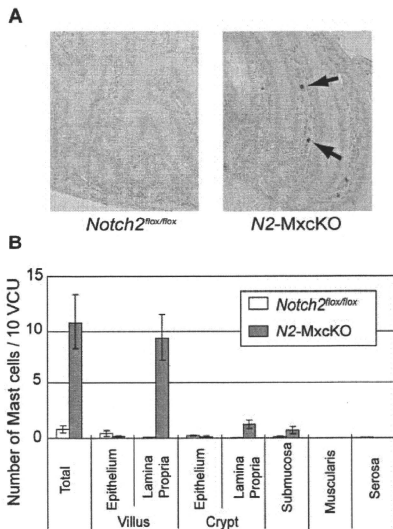 A
Notch2flox/flox
N2-MxcKO
B
Number of Mast cells / 10 VCU
15
10
5
0
Notch2flox/flox
N2-MxcKO
Total
Epithelium
Lamina
Propria
Epithelium
Lamina
Propria
Submucosa
Muscularis
Serosa
Villus
Crypt